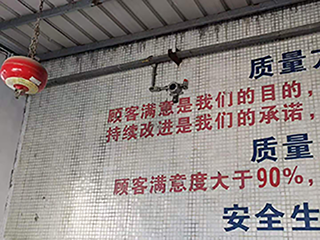 质量方
顾客满意是我们的目的，
持续改进是我们的承诺，
质量
顾客满意度大于90%，
安全生